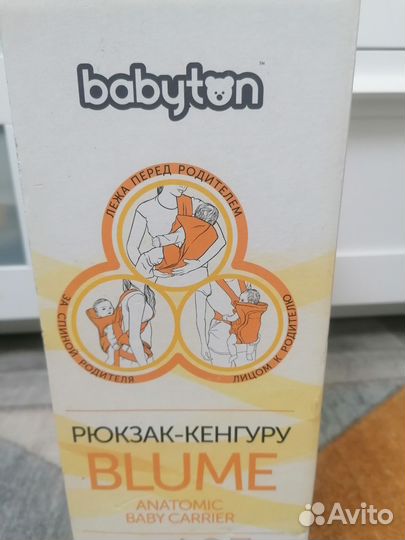 babyton
ЛЕЖА ПЕРЕД РОДИТЕЛЕМ
ЗА СПИНОЙ РОДИТЕЛЯ
ЛИЦОМ К РОДИТЕЛЮ
РЮКЗАК-КЕНГУРУ
BLUME
ANATOMIC
BABY CARRIER
Avito